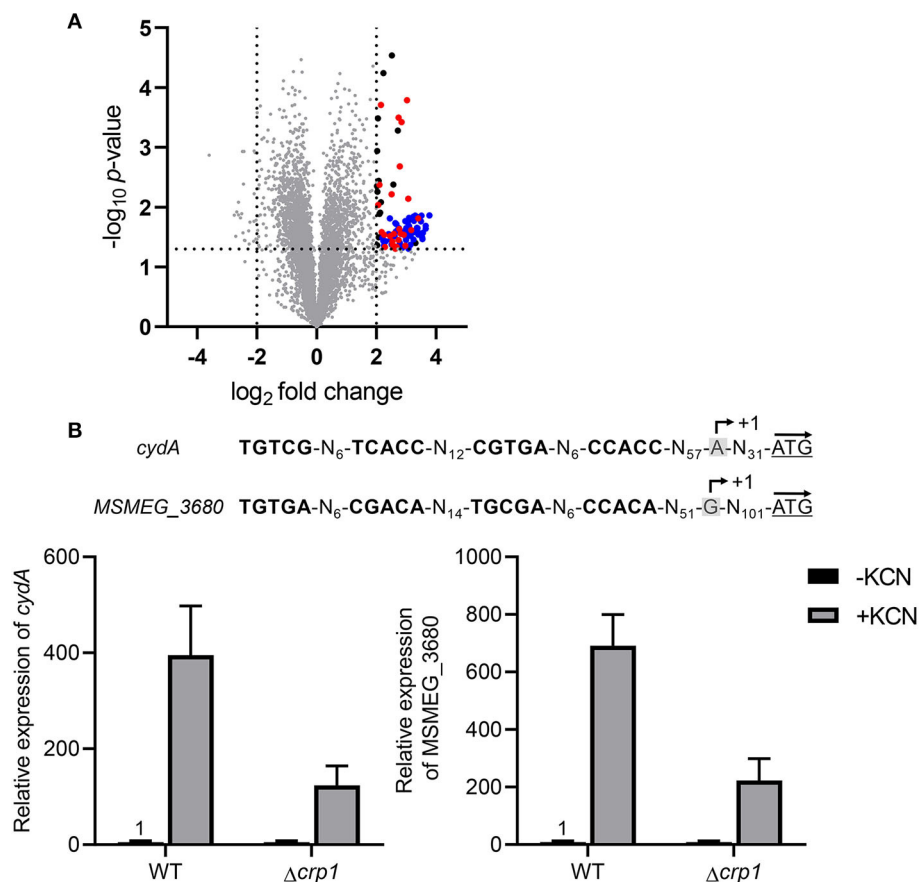 A
5
4
3
2
1
0
-log10 p-value
-4 -2 0 2 4
log2 fold change
B
+1
cydA TGTCG-N6-TCACC-N12-CGTGA-N6-CCACC-N57-A-N31-ATG
+1
MSMEG_3680 TGTGA-N6-CGACA-N14-TGCGA-N6-CCACA-N51-G-N101-ATG
Relative expression of cydA
600
400
200
0
1
WT Δcrp1
Relative expression
of MSMEG_3680
1000
800
600
400
200
0
1
WT Δcrp1
-KCN
+KCN